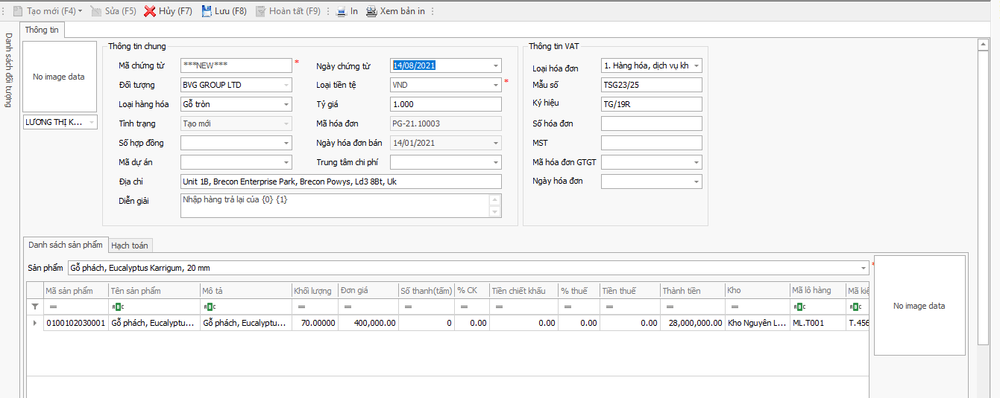 Tạo mới (F4) Sửa (F5) Hủy (F7) Lưu (F8) Hoàn tất (F9) In Xem bản in
Danh sách đối tượng
Thông tin
No image data
LƯƠNG THỊ K...
Thông tin chung
Mã chứng từ ***NEW*** * Ngày chứng từ 14/08/2021
Đối tượng BVG GROUP LTD Loại tiền tệ VND *
Loại hàng hóa Gỗ tròn Tỷ giá 1.000
Tình trạng Tạo mới Mã hóa đơn PG-21.10003
Số hợp đồng Ngày hóa đơn bán 14/01/2021
Mã dự án Trung tâm chi phí
Địa chỉ Unit 1B, Brecon Enterprise Park, Brecon Powys, Ld3 8Bt, Uk
Diễn giải Nhập hàng trả lại của {0} {1}
Thông tin VAT
Loại hóa đơn 1. Hàng hóa, dịch vụ kh
Mẫu số TSG23/25
Ký hiệu TG/19R
Số hóa đơn
MST
Mã hóa đơn GTGT
Ngày hóa đơn
Danh sách sản phẩm Hạch toán
Sản phẩm Gỗ phách, Eucalyptus Karrigum, 20 mm
Mã sản phẩm Tên sản phẩm Mô tả Khối lượng Đơn giá Số thanh(tấm) % CK Tiền chiết khấu % thuế Tiền thuế Thành tiền Kho Mã lô hàng Mã kiệ
= ABC ABC = = = = = = = = = ABC ABC
0100102030001 Gỗ phách, Eucalyptu... Gỗ phách, Eucalyptu... 70.00000 400,000.00 0 0.00 0.00 0.00 0.00 28,000,000.00 Kho Nguyên L... ML.T001 T.456
No image data